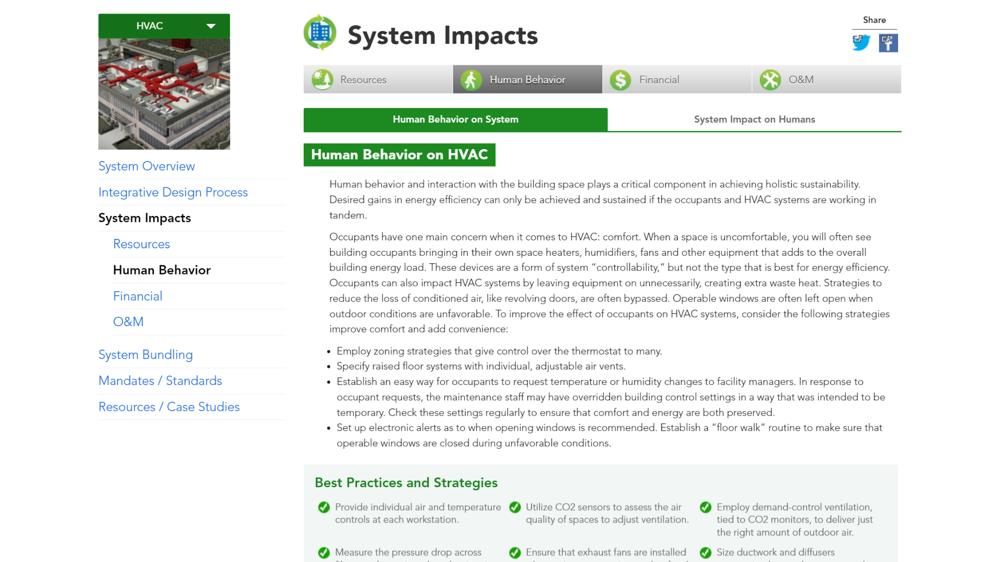 HVAC
System Overview
Integrative Design Process
System Impacts
Resources
Human Behavior
Financial
O&M
System Bundling
Mandates / Standards
Resources / Case Studies
System Impacts
Share
Resources
Human Behavior
Financial
O&M
Human Behavior on System
System Impact on Humans
Human Behavior on HVAC
Human behavior and interaction with the building space plays a critical component in achieving holistic sustainability.
Desired gains in energy efficiency can only be achieved and sustained if the occupants and HVAC systems are working in
tandem.
Occupants have one main concern when it comes to HVAC: comfort. When a space is uncomfortable, you will often see
building occupants bringing in their own space heaters, humidifiers, fans and other equipment that adds to the overall
building energy load. These devices are a form of system “controllability,” but not the type that is best for energy efficiency.
Occupants can also impact HVAC systems by leaving equipment on unnecessarily, creating extra waste heat. Strategies to
reduce the loss of conditioned air, like revolving doors, are often bypassed. Operable windows are often left open when
outdoor conditions are unfavorable. To improve the effect of occupants on HVAC systems, consider the following strategies
improve comfort and add convenience:
• Employ zoning strategies that give control over the thermostat to many.
• Specify raised floor systems with individual, adjustable air vents.
• Establish an easy way for occupants to request temperature or humidity changes to facility managers. In response to
occupant requests, the maintenance staff may have overridden building control settings in a way that was intended to be
temporary. Check these settings regularly to ensure that comfort and energy are both preserved.
• Set up electronic alerts as to when opening windows is recommended. Establish a “floor walk” routine to make sure that
operable windows are closed during unfavorable conditions.
Best Practices and Strategies
Provide individual air and temperature
controls at each workstation.
Utilize CO2 sensors to assess the air
quality of spaces to adjust ventilation.
Employ demand-control ventilation,
tied to CO2 monitors, to deliver just
the right amount of outdoor air.
Measure the pressure drop across
Ensure that exhaust fans are installed
Size ductwork and diffusers